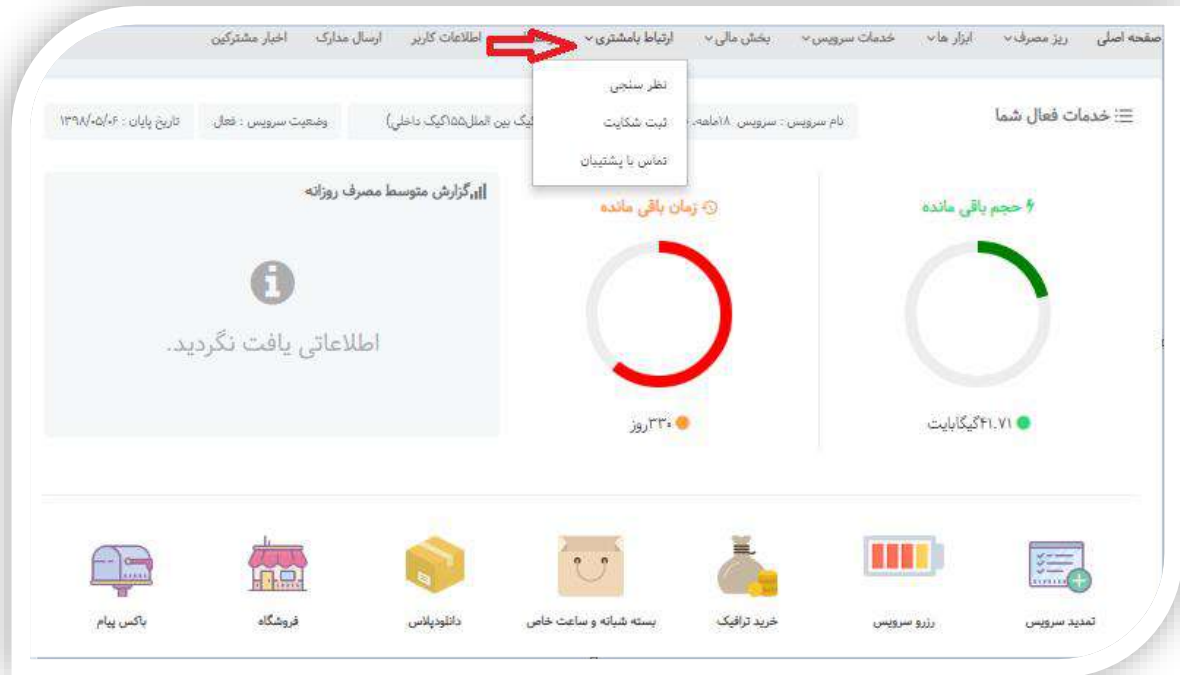 صفحه اصلی ریز مصرف ابزار ها خدمات سرویس بخش مالی ارتباط بامشتری اطلاعات کاربر ارسال مدارک اخبار مشترکین
نظر سنجی
ثبت شکایت
تماس با پشتیبان
خدمات فعال شما
نام سرویس : سرویس ۱۸ماهه، یک بین الملل۱۵۵کیک داخلي)
وضعیت سرویس : فعال
تاریخ پایان : ۱۳۹۸/۰۵/۰۶
حجم باقی مانده
۴۱.۷۱گیگابایت
زمان باقی مانده
۳۳۰روز
گزارش متوسط مصرف روزانه
اطلاعاتی یافت نگردید.
تمدید سرویس رزرو سرویس خرید ترافیک بسته شبانه و ساعت خاص دانلودپلاس فروشگاه باکس پیام